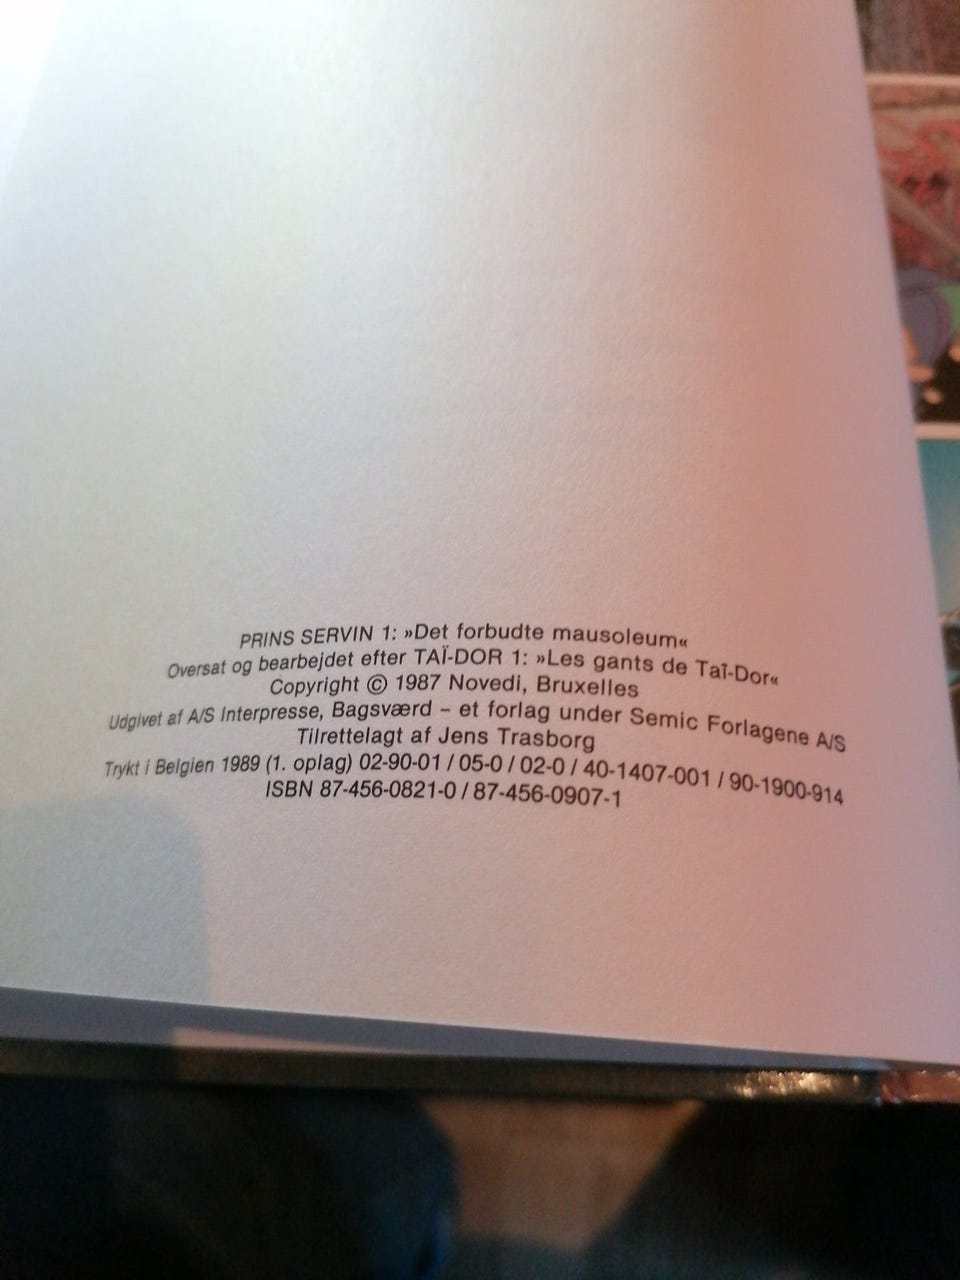 PRINS SERVIN 1: »Det forbudte mausoleum«
Oversat og bearbejdet efter TAÏ-DOR 1: »Les gants de Taï-Dor«
Copyright © 1987 Novedi, Bruxelles
Udgivet af A/S Interpresse, Bagsværd – et forlag under Semic Forlagene A/S
Tilrettelagt af Jens Trasborg
Trykt i Belgien 1989 (1. oplag) 02-90-01 / 05-0 / 02-0 / 40-1407-001 / 90-1900-914
ISBN 87-456-0821-0 / 87-456-0907-1